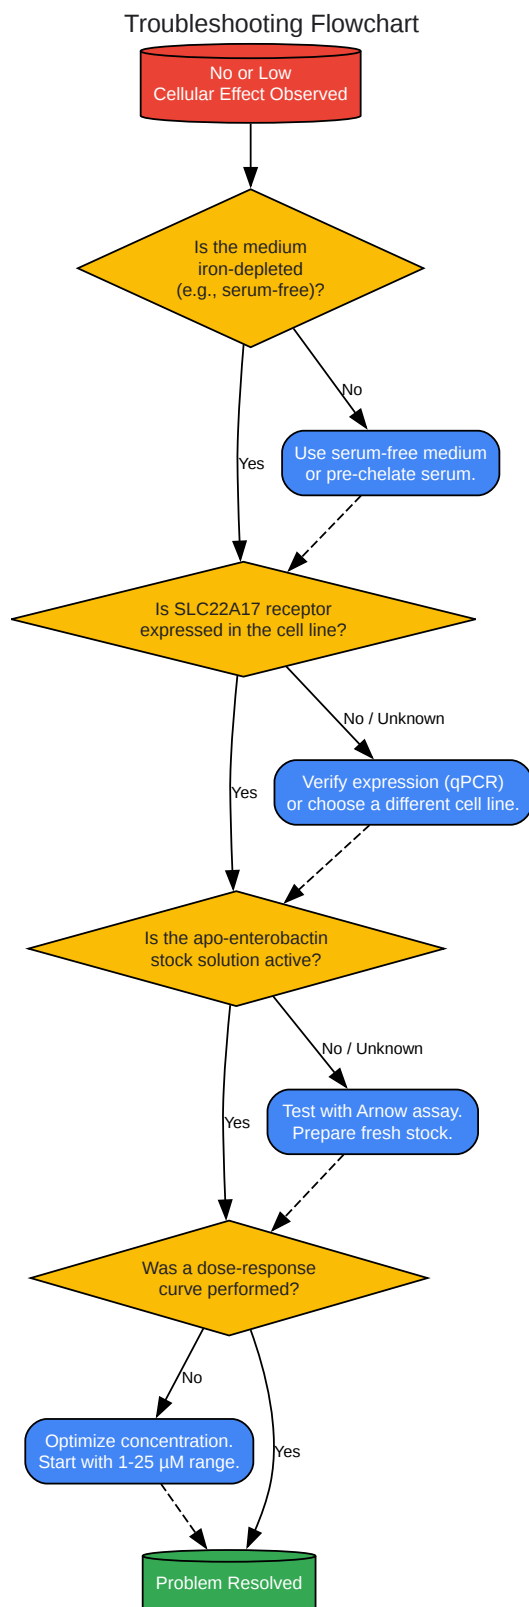 Troubleshooting Flowchart
No or Low
Cellular Effect Observed
Is the medium
iron-depleted
(e.g., serum-free)?
No
Yes
Use serum-free medium
or pre-chelate serum.
Is SLC22A17 receptor
expressed in the cell line?
No / Unknown
Yes
Verify expression (qPCR)
or choose a different cell line.
Is the apo-enterobactin
stock solution active?
No / Unknown
Yes
Test with Arnow assay.
Prepare fresh stock.
Was a dose-response
curve performed?
No
Yes
Optimize concentration.
Start with 1-25 µM range.
Problem Resolved